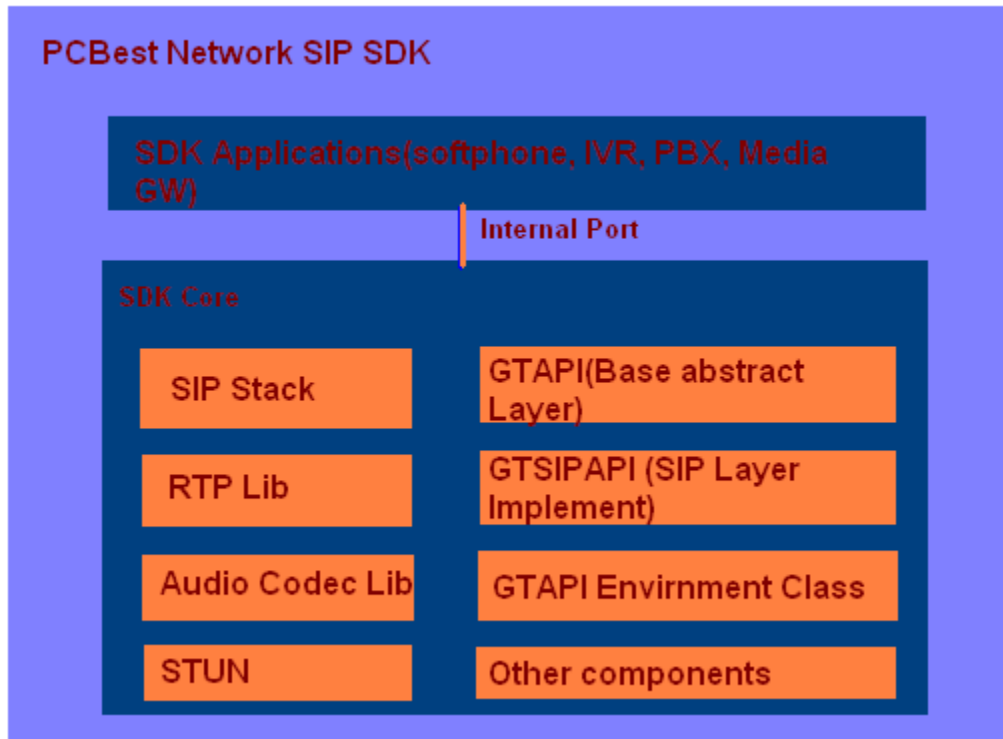 PCBest Network SIP SDK
SDK Applications(softphone, IVR, PBX, Media
GW)
Internal Port
SDK Core
SIP Stack
GTAPI(Base abstract
Layer)
RTP Lib
GTSIPAPI (SIP Layer
Implement)
Audio Codec Lib
GTAPI Envirnment Class
STUN
Other components